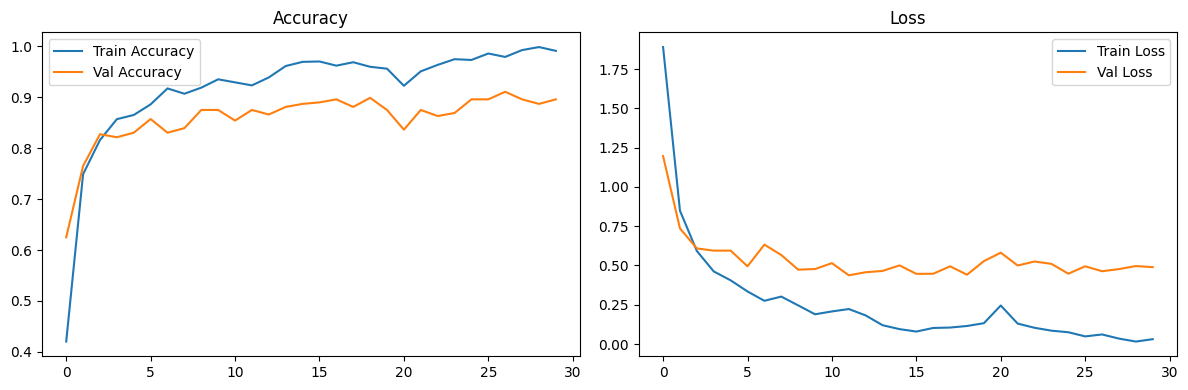 Accuracy
Train Accuracy
Val Accuracy
1.0
0.9
0.8
0.7
0.6
0.5
0.4
0 5 10 15 20 25 30
Loss
Train Loss
Val Loss
1.75
1.50
1.25
1.00
0.75
0.50
0.25
0.00
0 5 10 15 20 25 30